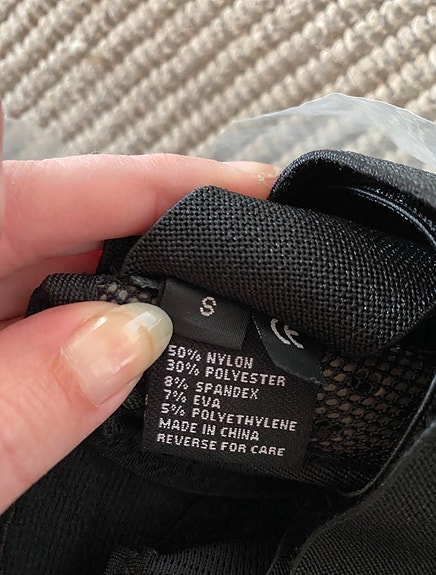 S
CE
50% NYLON
30% POLYESTER
8% SPANDEX
7% EVA
5% POLYETHYLENE
MADE IN CHINA
REVERSE FOR CARE